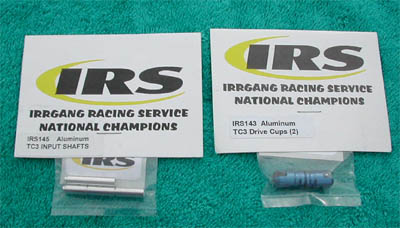 IRS
IRRGANG RACING SERVICE
NATIONAL CHAMPIONS
IRS145 Aluminum
TC3 INPUT SHAFTS
IRS
IRS
IRRGANG RACING SERVICE
NATIONAL CHAMPIONS
IRS143 Aluminum
TC3 Drive Cups (2)